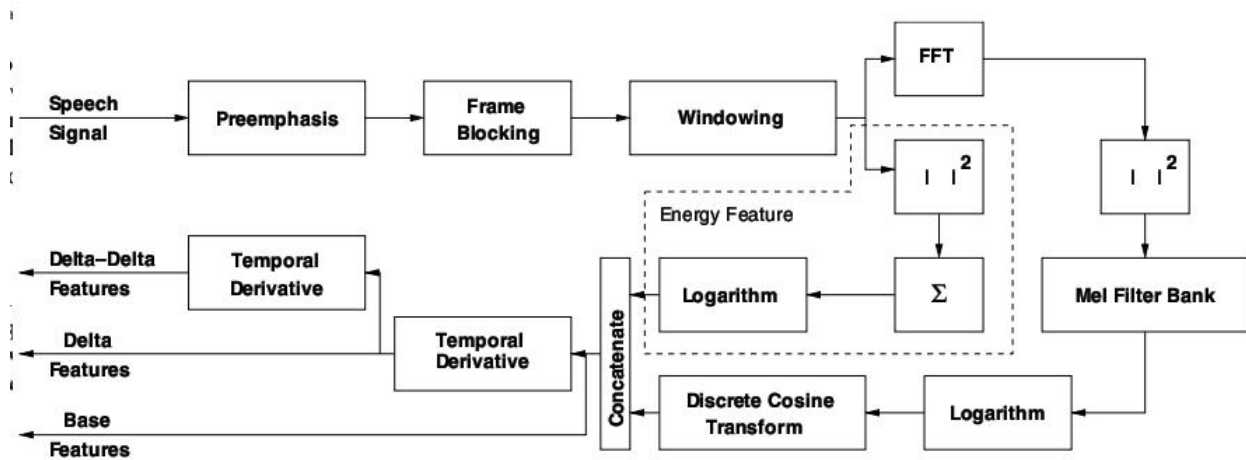 FFT
Speech
Signal
Preemphasis
Frame
Blocking
Windowing
| |²
| |²
Energy Feature
Delta–Delta
Features
Temporal
Derivative
Logarithm
Σ
Mel Filter Bank
Concatenate
Delta
Features
Temporal
Derivative
Discrete Cosine
Transform
Logarithm
Base
Features